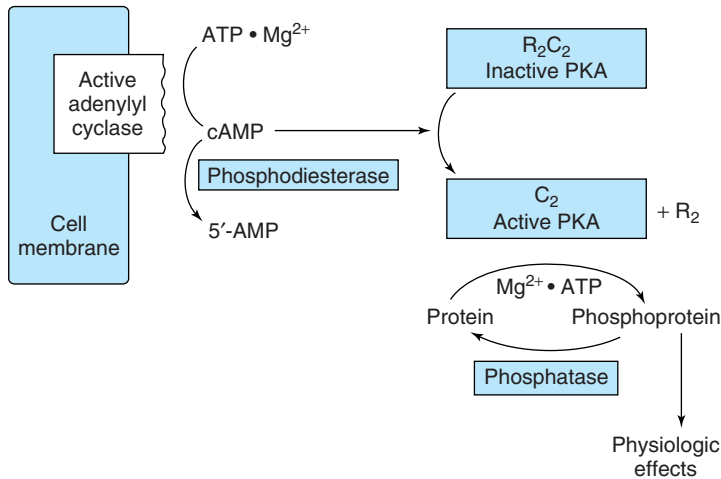 ATP • Mg²⁺
Active
adenylyl
cyclase
cAMP
Phosphodiesterase
5′-AMP
Cell
membrane
R₂C₂
Inactive PKA
C₂
Active PKA
+ R₂
Mg²⁺ • ATP
Protein
Phosphoprotein
Phosphatase
Physiologic
effects